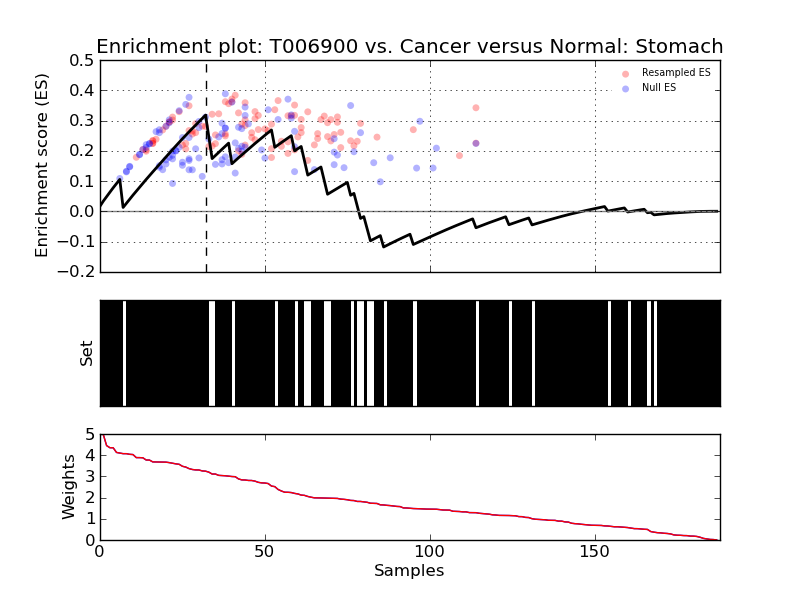 Enrichment plot: T006900 vs. Cancer versus Normal: Stomach
Enrichment score (ES)
0.5
0.4
0.3
0.2
0.1
0.0
−0.1
−0.2
Resampled ES
Null ES
Set
Weights
5
4
3
2
1
0
0
50
100
150
Samples